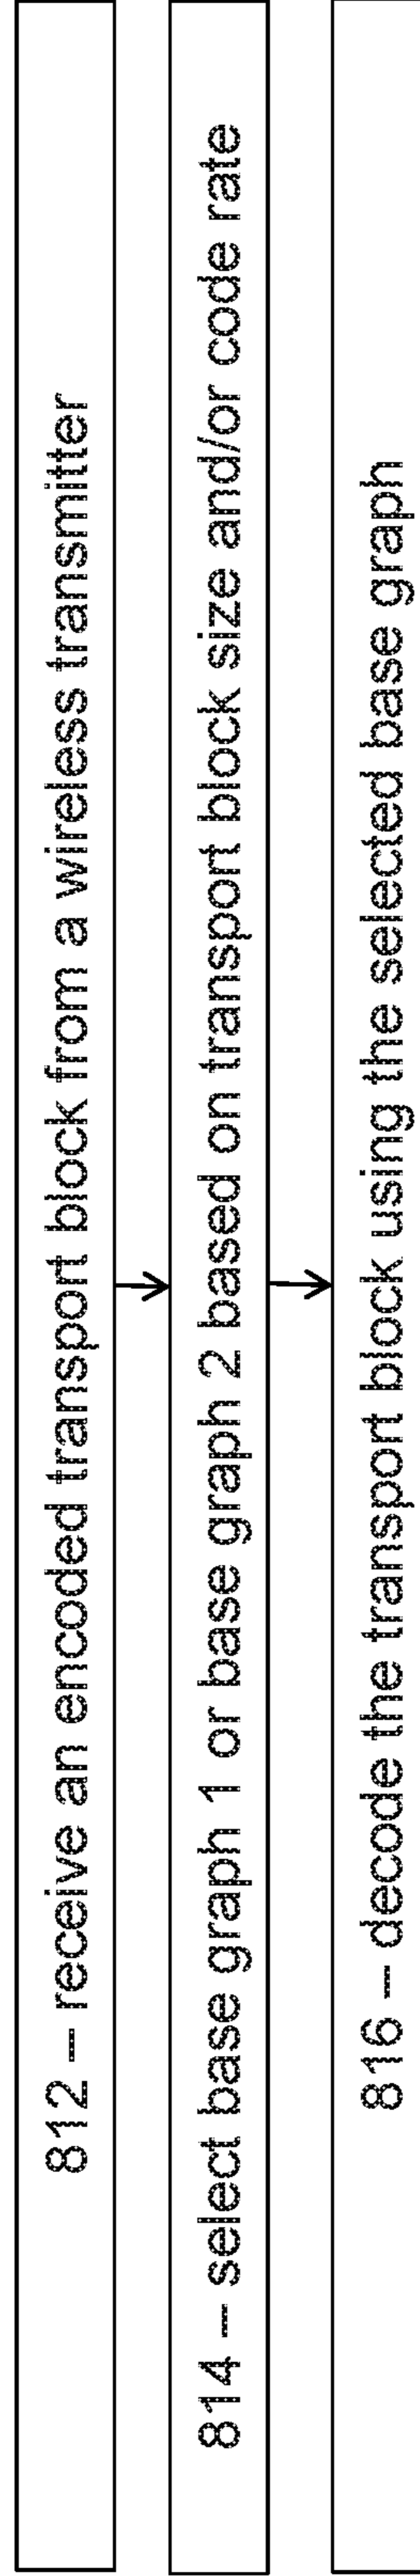 812 – receive an encoded transport block from a wireless transmitter
814 – select base graph 1 or base graph 2 based on transport block size and/or code rate
816 – decode the transport block using the selected base graph